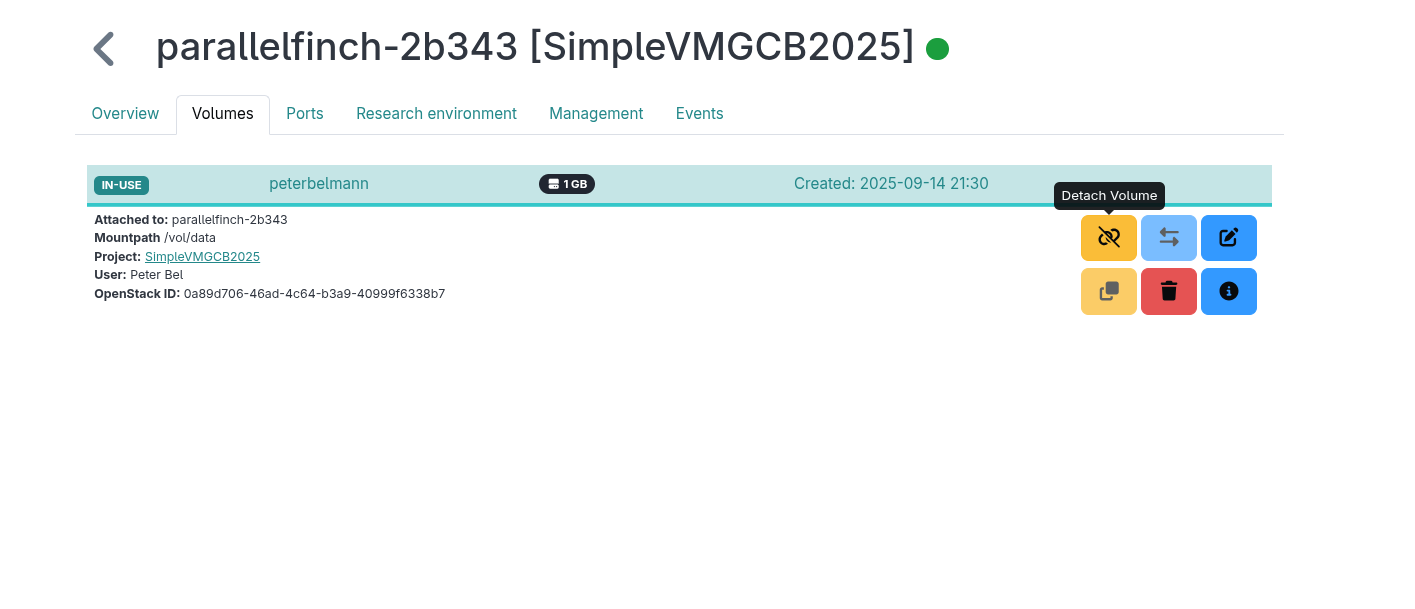 parallelfinch-2b343 [SimpleVMGCB2025]
Overview Volumes Ports Research environment Management Events
IN-USE peterbelmann 1 GB Created: 2025-09-14 21:30
Detach Volume
Attached to: parallelfinch-2b343
Mountpath /vol/data
Project: SimpleVMGCB2025
User: Peter Bel
OpenStack ID: 0a89d706-46ad-4c64-b3a9-40999f6338b7